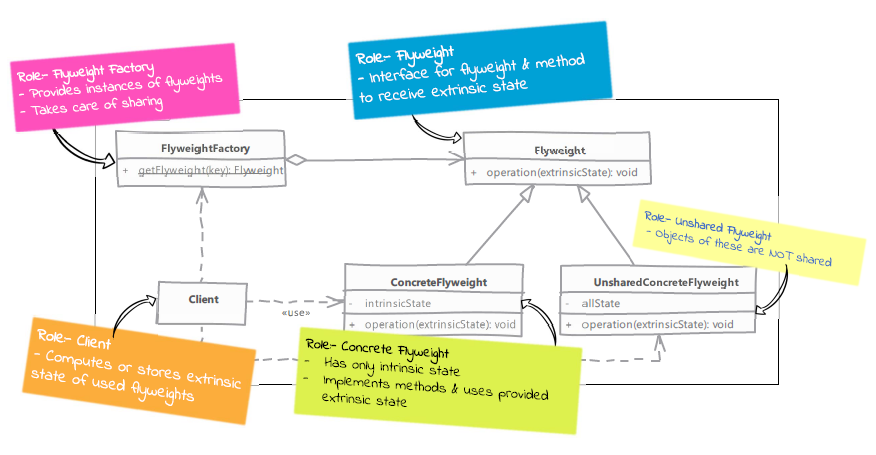 Role- Flyweight Factory
- Provides instances of flyweights
- Takes care of sharing
Role- Flyweight
- Interface for flyweight & method
to receive extrinsic state
FlyweightFactory
+ getFlyweight(key): Flyweight
Flyweight
+ operation(extrinsicState): void
Role- Unshared Flyweight
- Objects of these are NOT shared
Client
«use»
ConcreteFlyweight
- intrinsicState
+ operation(extrinsicState): void
UnsharedConcreteFlyweight
- allState
+ operation(extrinsicState): void
Role- Client
- Computes or stores extrinsic
state of used flyweights
Role- Concrete Flyweight
- Has only intrinsic state
- Implements methods & uses provided
extrinsic state